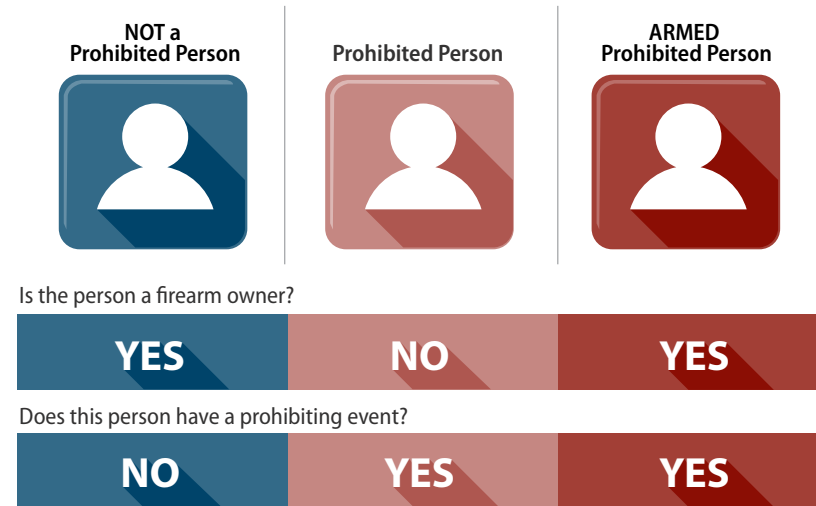 NOT a
Prohibited Person
Prohibited Person
ARMED
Prohibited Person
Is the person a firearm owner?
YES
NO
YES
Does this person have a prohibiting event?
NO
YES
YES